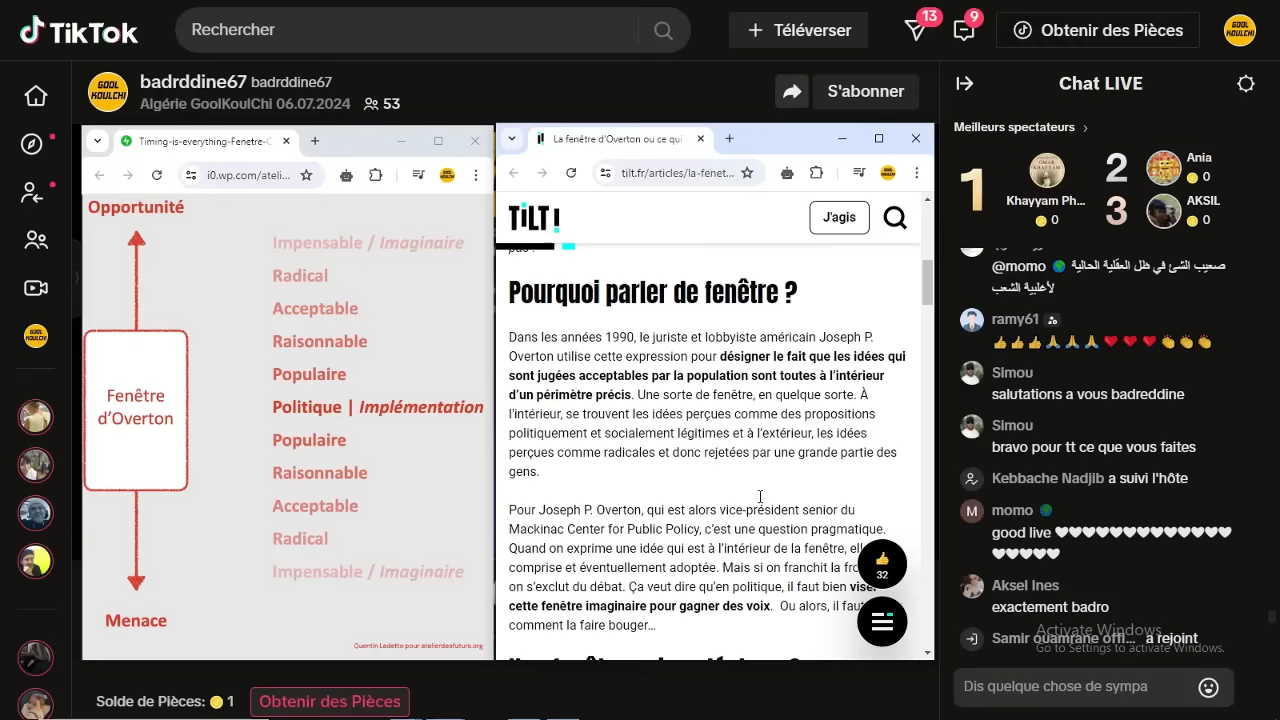 TikTok
Rechercher
Téléverser
13
9
Obtenir des Pièces
GOOL KOULCHI
badrddine67 badrddine67
Algérie GoolKoulChi 06.07.2024 53
S'abonner
Timing-is-everything-Fenetre-O
i0.wp.com/ateli...
Opportunité
Impensable / Imaginaire
Radical
Acceptable
Raisonnable
Populaire
Fenêtre
d'Overton
Politique | Implémentation
Populaire
Raisonnable
Acceptable
Radical
Impensable / Imaginaire
Menace
Quentin Ladetto pour atelierdesfuturs.org
La fenêtre d'Overton ou ce qui
tilt.fr/articles/la-fenet...
TILT!
J'agis
Pourquoi parler de fenêtre ?
Dans les années 1990, le juriste et lobbyiste américain Joseph P.
Overton utilise cette expression pour désigner le fait que les idées qui
sont jugées acceptables par la population sont toutes à l'intérieur
d'un périmètre précis. Une sorte de fenêtre, en quelque sorte. À
l'intérieur, se trouvent les idées perçues comme des propositions
politiquement et socialement légitimes et à l'extérieur, les idées
perçues comme radicales et donc rejetées par une grande partie des
gens.
Pour Joseph P. Overton, qui est alors vice-président senior du
Mackinac Center for Public Policy, c'est une question pragmatique.
Quand on exprime une idée qui est à l'intérieur de la fenêtre, ell
comprise et éventuellement adoptée. Mais si on franchit la fro
on s'exclut du débat. Ça veut dire qu'en politique, il faut bien viser
cette fenêtre imaginaire pour gagner des voix. Ou alors, il faut
comment la faire bouger...
32
Solde de Pièces: 1
Obtenir des Pièces
Chat LIVE
Meilleurs spectateurs
1
Khayyam Ph...
0
2
Ania
0
3
AKSIL
0
@momo صعيب الشئ في ظل العقلية الحالية
لأغلبية الشعب
ramy61
Simou
salutations a vous badreddine
Simou
bravo pour tt ce que vous faites
Kebbache Nadjib a suivi l'hôte
M
momo
good live
Aksel Ines
exactement badro
Samir ouamrane offi... a rejoint
Activate Windows
Go to Settings to activate Windows.
Dis quelque chose de sympa